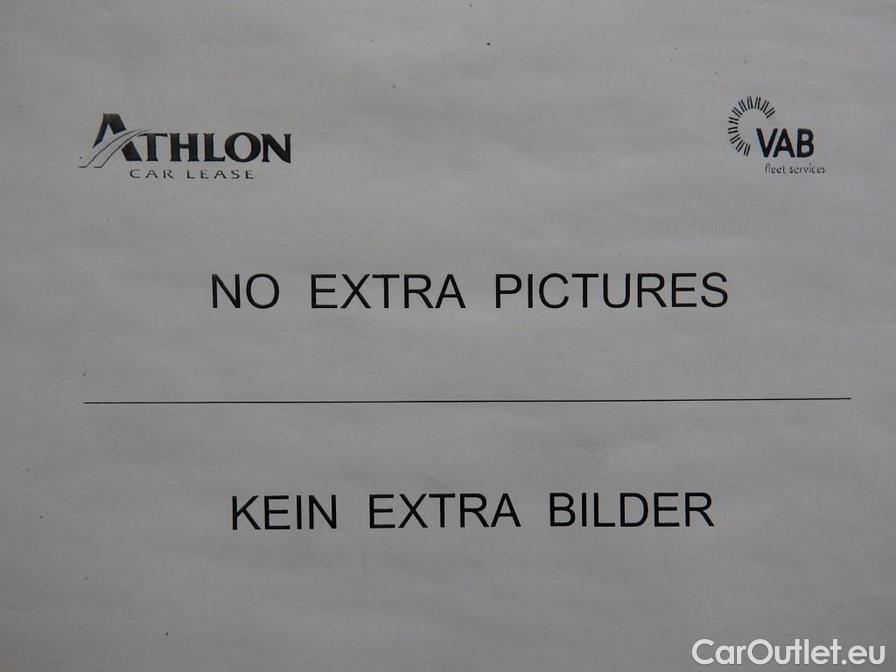 ATHLON
CAR LEASE
VAB
fleet services
NO EXTRA PICTURES
KEIN EXTRA BILDER
CarOutlet.eu